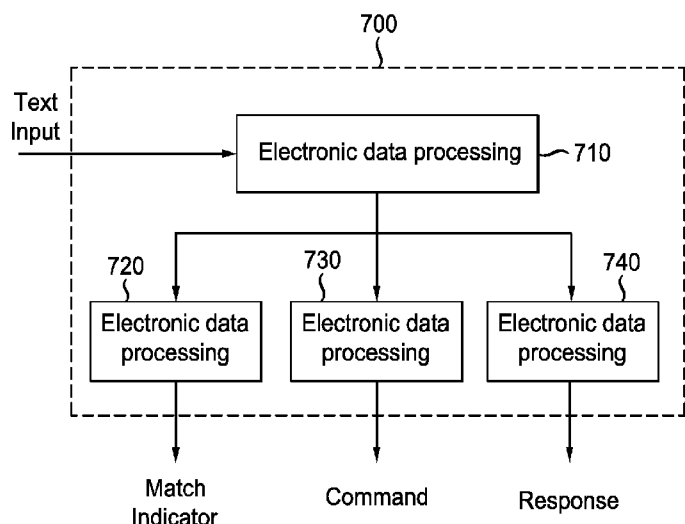 700
Text
Input
Electronic data processing
710
720
730
740
Electronic data
processing
Electronic data
processing
Electronic data
processing
Match
Indicator
Command
Response